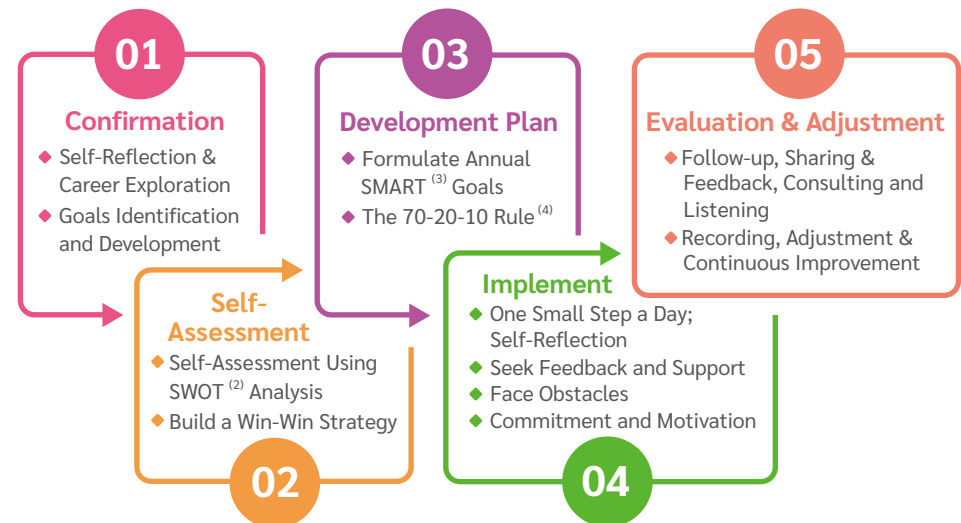 01
Confirmation
Self-Reflection &
Career Exploration
Goals Identification
and Development
02
Self-
Assessment
Self-Assessment Using
SWOT (2) Analysis
Build a Win-Win Strategy
03
Development Plan
Formulate Annual
SMART (3) Goals
The 70-20-10 Rule (4)
04
Implement
One Small Step a Day;
Self-Reflection
Seek Feedback and Support
Face Obstacles
Commitment and Motivation
05
Evaluation & Adjustment
Follow-up, Sharing &
Feedback, Consulting and
Listening
Recording, Adjustment &
Continuous Improvement